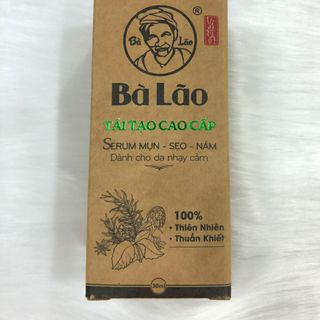 Bà Lão
®
Bà Lão
TÁI TẠO CAO CẤP
SERUM MỤN - SẸO - NÁM
Dành cho da nhạy cảm
100%
• Thiên Nhiên
• Thuần Khiết
10ml